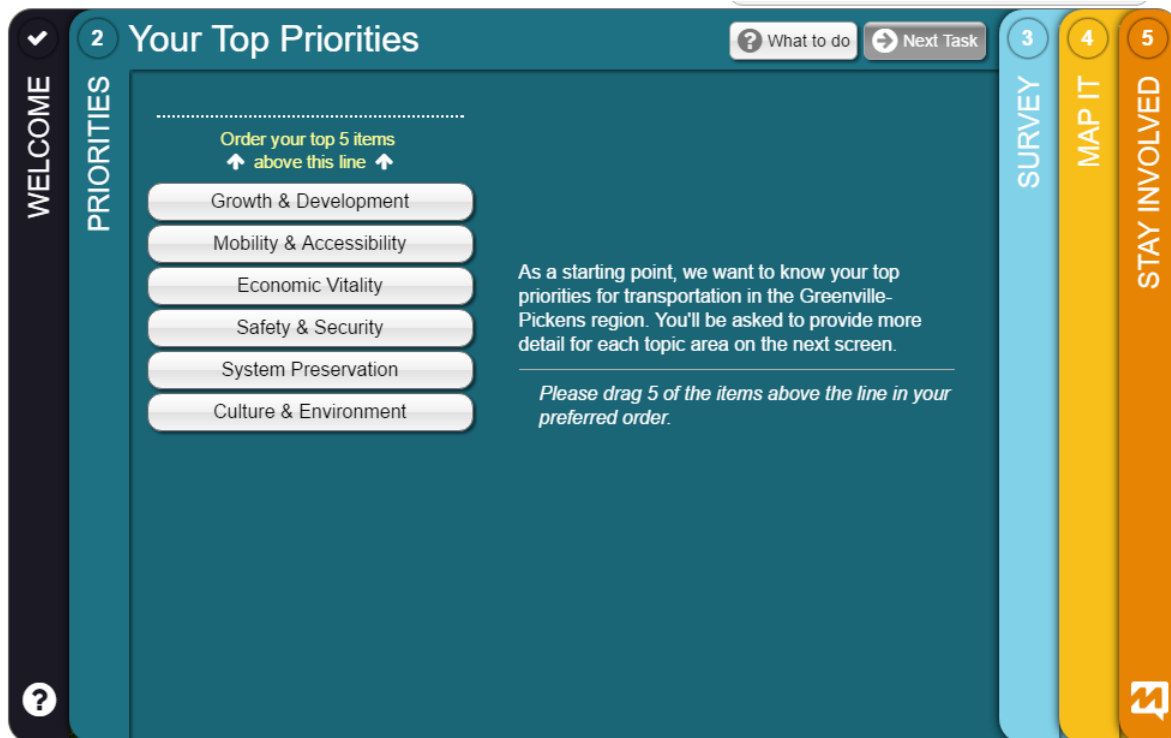 WELCOME
2
PRIORITIES
Your Top Priorities
What to do
Next Task
Order your top 5 items
above this line
Growth & Development
Mobility & Accessibility
Economic Vitality
Safety & Security
System Preservation
Culture & Environment
As a starting point, we want to know your top
priorities for transportation in the Greenville-
Pickens region. You'll be asked to provide more
detail for each topic area on the next screen.
Please drag 5 of the items above the line in your
preferred order.
3
SURVEY
4
MAP IT
5
STAY INVOLVED
?